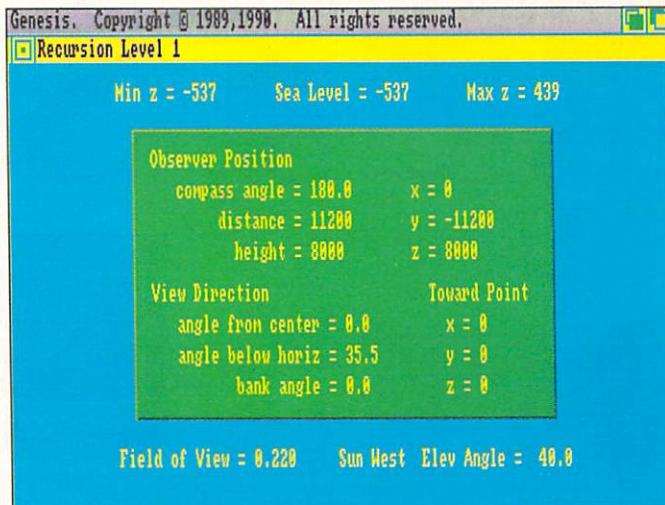 Genesis. Copyright © 1989,1990. All rights reserved.
Recursion Level 1
Min z = -537 Sea Level = -537 Max z = 439
Observer Position
compass angle = 180.0 x = 0
distance = 11200 y = -11200
height = 8000 z = 8000
View Direction Toward Point
angle from center = 0.0 x = 0
angle below horiz = 35.5 y = 0
bank angle = 0.0 z = 0
Field of View = 0.220 Sun West Elev Angle = 40.0